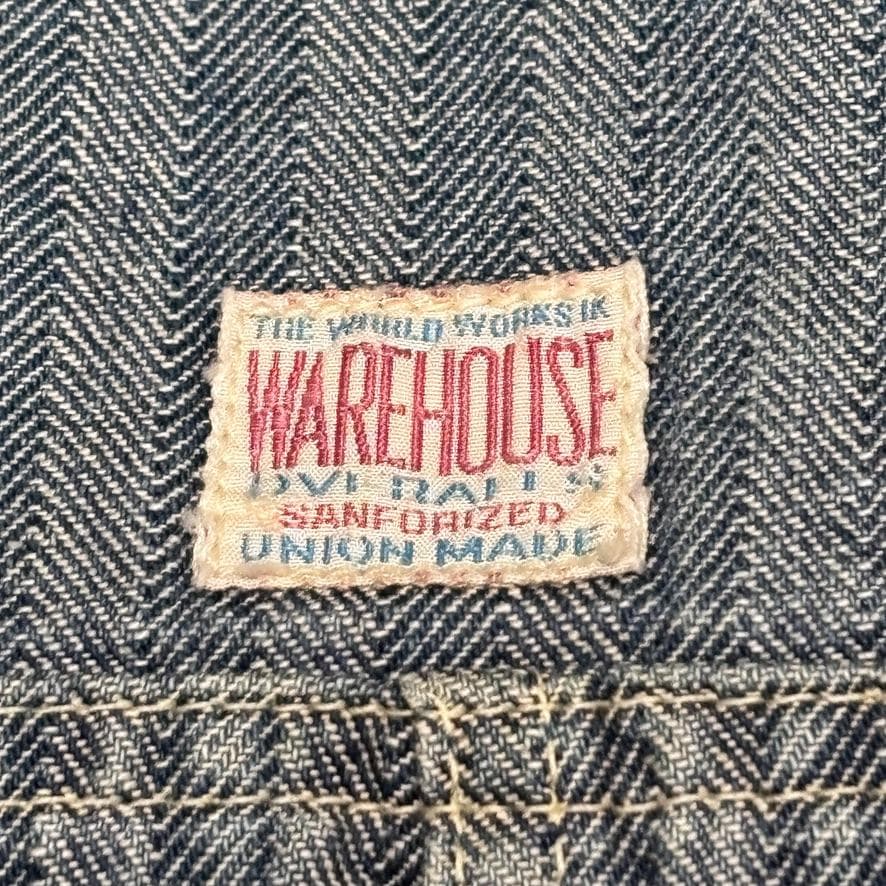 THE WORLD WORKS IN
WAREHOUSE
OVERALLS
SANFORIZED
UNION MADE